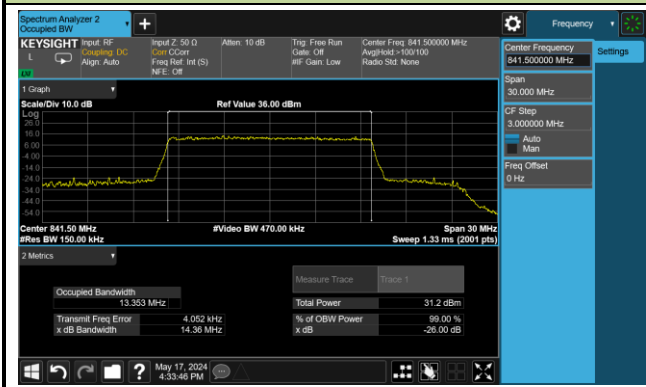 Spectrum Analyzer 2
Occupied BW
Frequency
KEYSIGHT
L
Input: RF
Coupling: DC
Align: Auto
Input Z: 50 Ω
Corr CCorr
Freq Ref: Int (S)
NFE: Off
Atten: 10 dB
Trig: Free Run
Gate: Off
#IF Gain: Low
Center Freq: 841.500000 MHz
Avg|Hold:>100/100
Radio Std: None
1 Graph
Scale/Div 10.0 dB
Ref Value 36.00 dBm
Log
26.0
16.0
6.00
-4.00
-14.0
-24.0
-34.0
-44.0
-54.0
Center 841.50 MHz
#Video BW 470.00 kHz
Span 30 MHz
#Res BW 150.00 kHz
Sweep 1.33 ms (2001 pts)
2 Metrics
Measure Trace
Trace 1
Occupied Bandwidth
13.353 MHz
Total Power
31.2 dBm
Transmit Freq Error
4.052 kHz
% of OBW Power
99.00 %
x dB Bandwidth
14.36 MHz
x dB
-26.00 dB
Center Frequency
841.500000 MHz
Settings
Span
30.000 MHz
CF Step
3.000000 MHz
Auto
Man
Freq Offset
0 Hz
?
May 17, 2024
4:33:46 PM